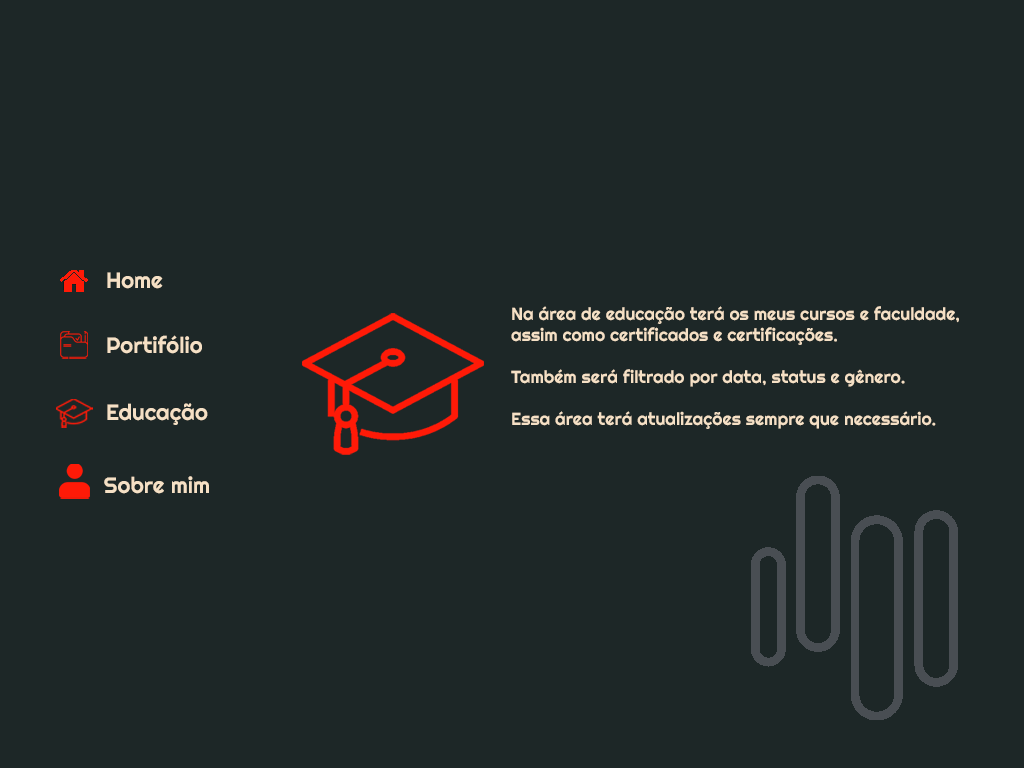 Home
Portifólio
Educação
Sobre mim
Na área de educação terá os meus cursos e faculdade,
assim como certificados e certificações.
Também será filtrado por data, status e gênero.
Essa área terá atualizações sempre que necessário.